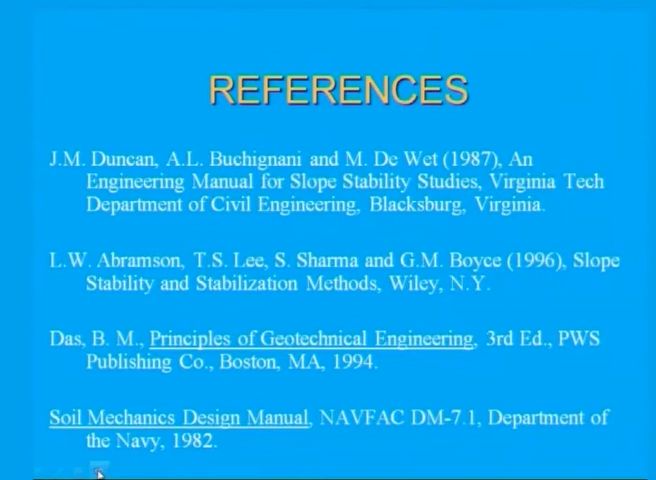 REFERENCES
J.M. Duncan, A.L. Buchignani and M. De Wet (1987), An
Engineering Manual for Slope Stability Studies, Virginia Tech
Department of Civil Engineering, Blacksburg, Virginia.
L.W. Abramson, T.S. Lee, S. Sharma and G.M. Boyce (1996), Slope
Stability and Stabilization Methods, Wiley, N.Y.
Das, B. M., Principles of Geotechnical Engineering, 3rd Ed., PWS
Publishing Co., Boston, MA, 1994.
Soil Mechanics Design Manual, NAVFAC DM-7.1, Department of
the Navy, 1982.